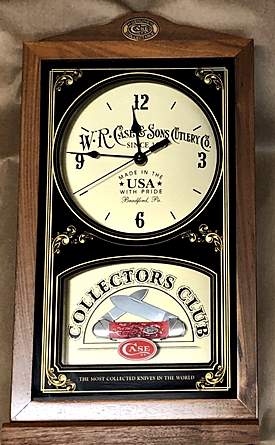 CASE
12
W.R. CASE & SONS CUTLERY CO.
SINCE
9
3
MADE IN THE
★ USA ★
WITH PRIDE
Bradford, Pa.
6
COLLECTORS CLUB
CASE
THE MOST COLLECTED KNIVES IN THE WORLD